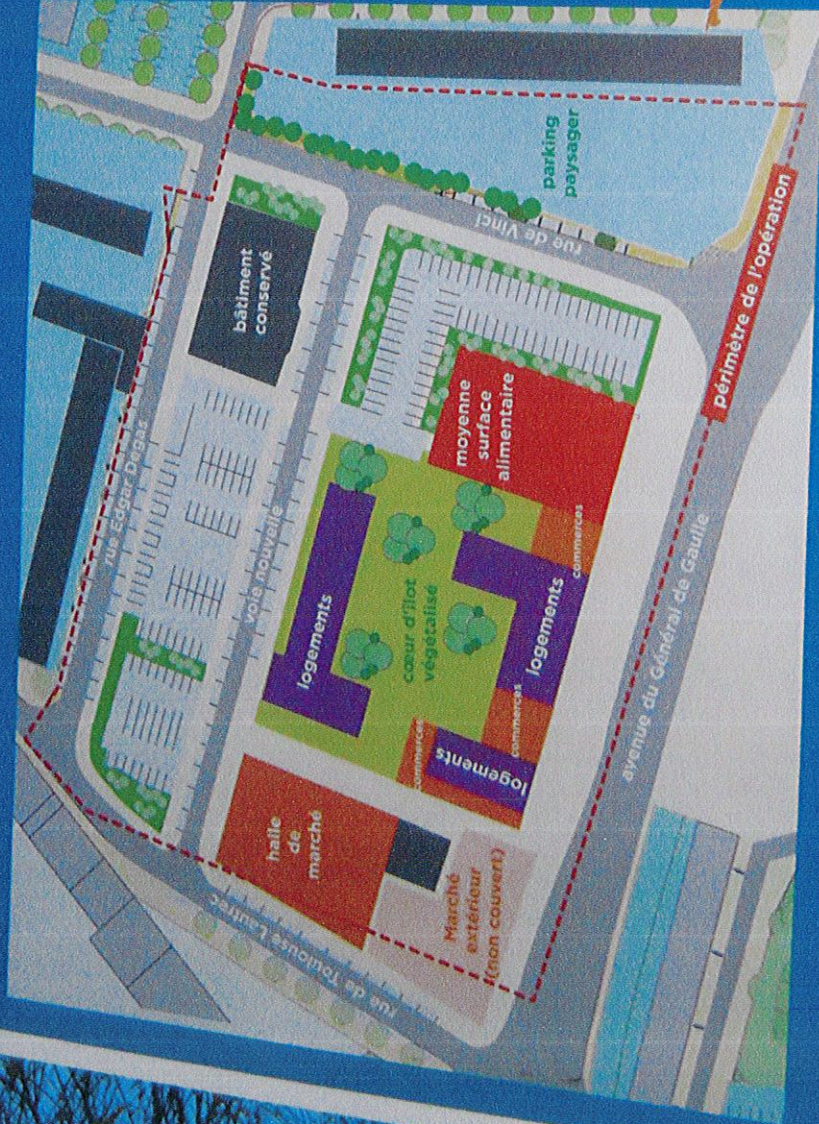 rue Edgar Degas
bâtiment
conservé
voie nouvelle
rue de Vinci
parking
paysager
halle
de
marché
logements
cœur d'îlot
végétalisé
moyenne
surface
alimentaire
commerces
logements
commerces
logements
commerces
Marché
extérieur
(non couvert)
rue de Toulouse Lautrec
avenue du Général de Gaulle
périmètre de l'opération